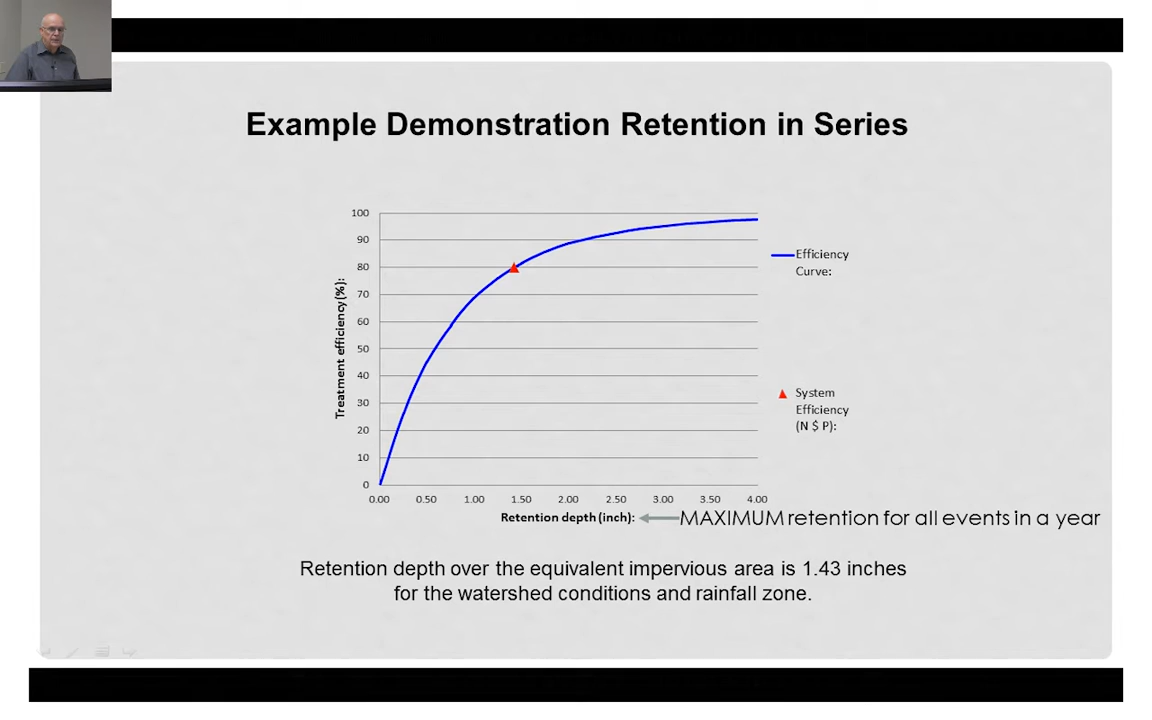 Example Demonstration Retention in Series
100
90
80
70
60
50
40
30
20
10
0
Treatment efficiency (%):
0.00 0.50 1.00 1.50 2.00 2.50 3.00 3.50 4.00
Retention depth (inch):
MAXIMUM retention for all events in a year
Efficiency
Curve:
System
Efficiency
(N $ P):
Retention depth over the equivalent impervious area is 1.43 inches
for the watershed conditions and rainfall zone.